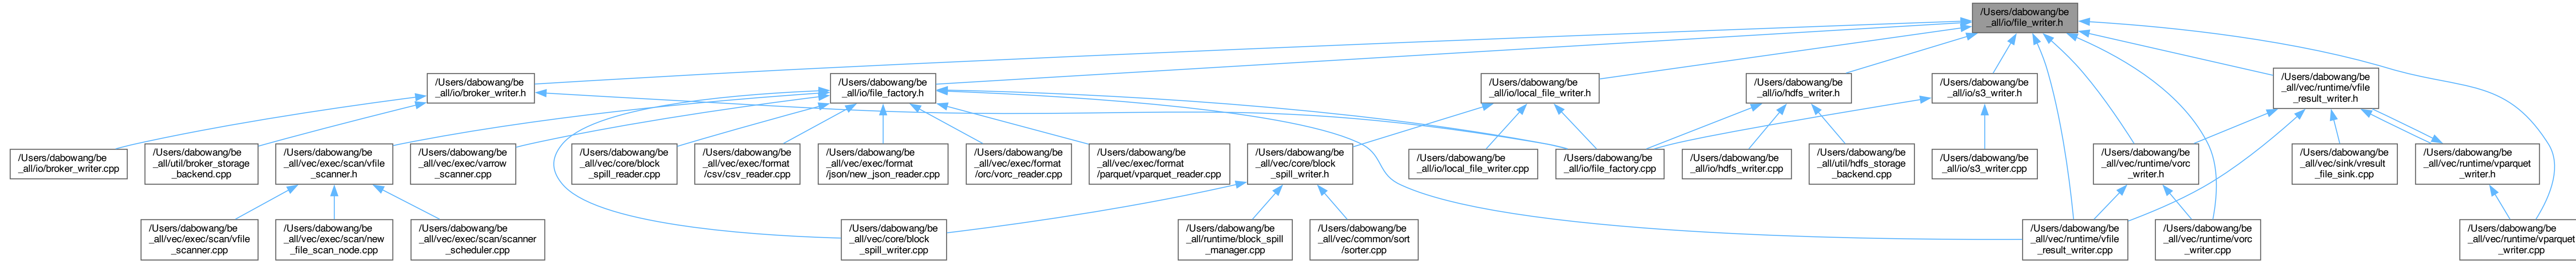 /Users/dabowang/be
_all/io/file_writer.h
/Users/dabowang/be
_all/io/broker_writer.h
/Users/dabowang/be
_all/io/file_factory.h
/Users/dabowang/be
_all/io/local_file_writer.h
/Users/dabowang/be
_all/io/hdfs_writer.h
/Users/dabowang/be
_all/io/s3_writer.h
/Users/dabowang/be
_all/vec/runtime/vfile
_result_writer.h
/Users/dabowang/be
_all/io/broker_writer.cpp
/Users/dabowang/be
_all/util/broker_storage
_backend.cpp
/Users/dabowang/be
_all/vec/exec/scan/vfile
_scanner.h
/Users/dabowang/be
_all/vec/exec/varrow
_scanner.cpp
/Users/dabowang/be
_all/vec/core/block
_spill_reader.cpp
/Users/dabowang/be
_all/vec/exec/format
/csv/csv_reader.cpp
/Users/dabowang/be
_all/vec/exec/format
/json/new_json_reader.cpp
/Users/dabowang/be
_all/vec/exec/format
/orc/vorc_reader.cpp
/Users/dabowang/be
_all/vec/exec/format
/parquet/vparquet_reader.cpp
/Users/dabowang/be
_all/vec/core/block
_spill_writer.h
/Users/dabowang/be
_all/io/local_file_writer.cpp
/Users/dabowang/be
_all/io/file_factory.cpp
/Users/dabowang/be
_all/io/hdfs_writer.cpp
/Users/dabowang/be
_all/util/hdfs_storage
_backend.cpp
/Users/dabowang/be
_all/io/s3_writer.cpp
/Users/dabowang/be
_all/vec/runtime/vorc
_writer.h
/Users/dabowang/be
_all/vec/sink/vresult
_file_sink.cpp
/Users/dabowang/be
_all/vec/runtime/vparquet
_writer.h
/Users/dabowang/be
_all/vec/exec/scan/vfile
_scanner.cpp
/Users/dabowang/be
_all/vec/exec/scan/new
_file_scan_node.cpp
/Users/dabowang/be
_all/vec/exec/scan/scanner
_scheduler.cpp
/Users/dabowang/be
_all/vec/core/block
_spill_writer.cpp
/Users/dabowang/be
_all/runtime/block_spill
_manager.cpp
/Users/dabowang/be
_all/vec/common/sort
/sorter.cpp
/Users/dabowang/be
_all/vec/runtime/vfile
_result_writer.cpp
/Users/dabowang/be
_all/vec/runtime/vorc
_writer.cpp
/Users/dabowang/be
_all/vec/runtime/vparquet
_writer.cpp